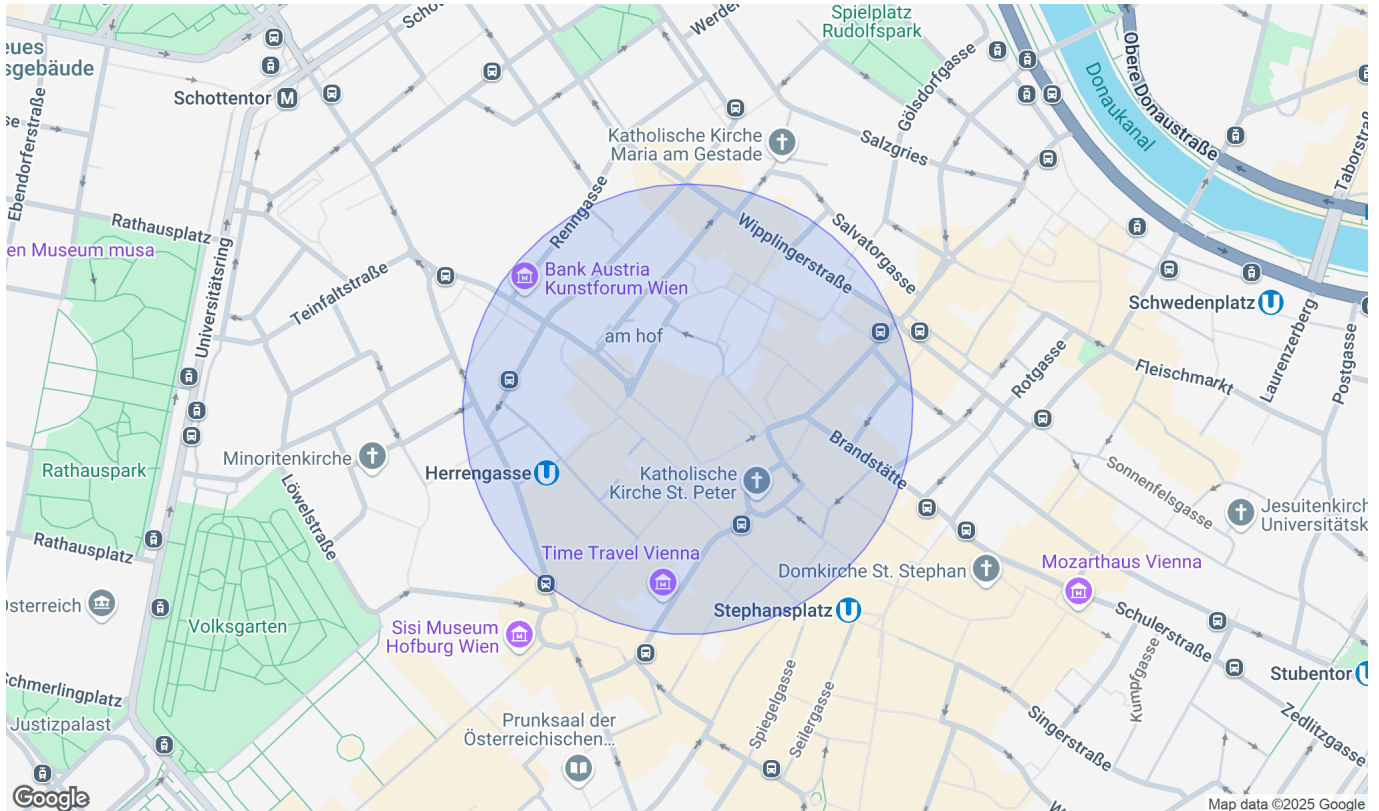 Schottentor
M
Spielplatz
Rudolfspark
Gölsdorfgasse
Obere Donaustraße
Donaukanal
Ebendorferstraße
Katholische Kirche
Maria am Gestade
Salzgries
Rathausplatz
Universitätsring
Teinfaltstraße
Renngasse
Bank Austria
Kunstforum Wien
Wipplingerstraße
Salvatorgasse
am hof
Schwedenplatz
U
Laurenzerberg
Postgasse
Rotgasse
Fleischmarkt
Rathauspark
Minoritenkirche
Löwelstraße
Herrengasse
U
Katholische
Kirche St. Peter
Brandstätte
Sonnenfelsgasse
Rathausplatz
Time Travel Vienna
Domkirche St. Stephan
Mozarthaus Vienna
Volksgarten
Sisi Museum
Hofburg Wien
Stephansplatz
U
Schulerstraße
Kumpfgasse
Stubentor
Justizpalast
Prunksaal der
Österreichischen...
Spiegelgasse
Seilergasse
Singerstraße
Zedlitzgasse
Google
Map data ©2025 Google